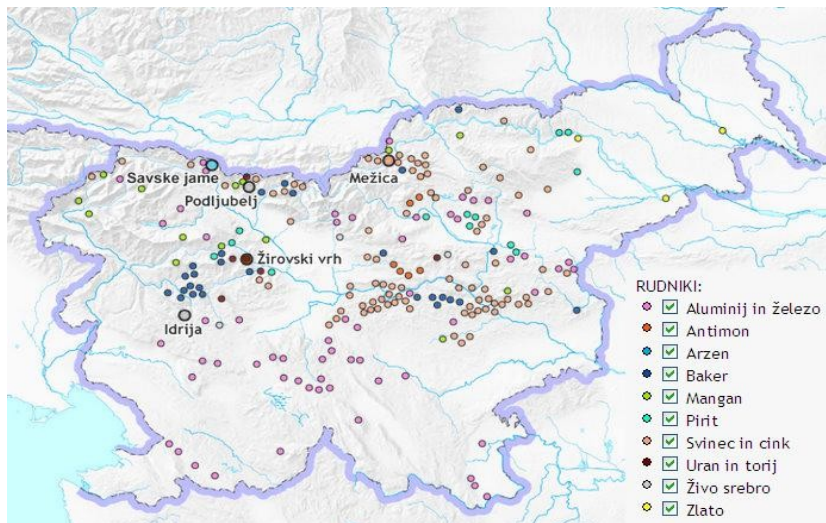 Savske jame
Mežica
Podljubelj
Žirovski vrh
Idrija
RUDNIKI:
Aluminij in železo
Antimon
Arzen
Baker
Mangan
Pirit
Svinec in cink
Uran in torij
Živo srebro
Zlato